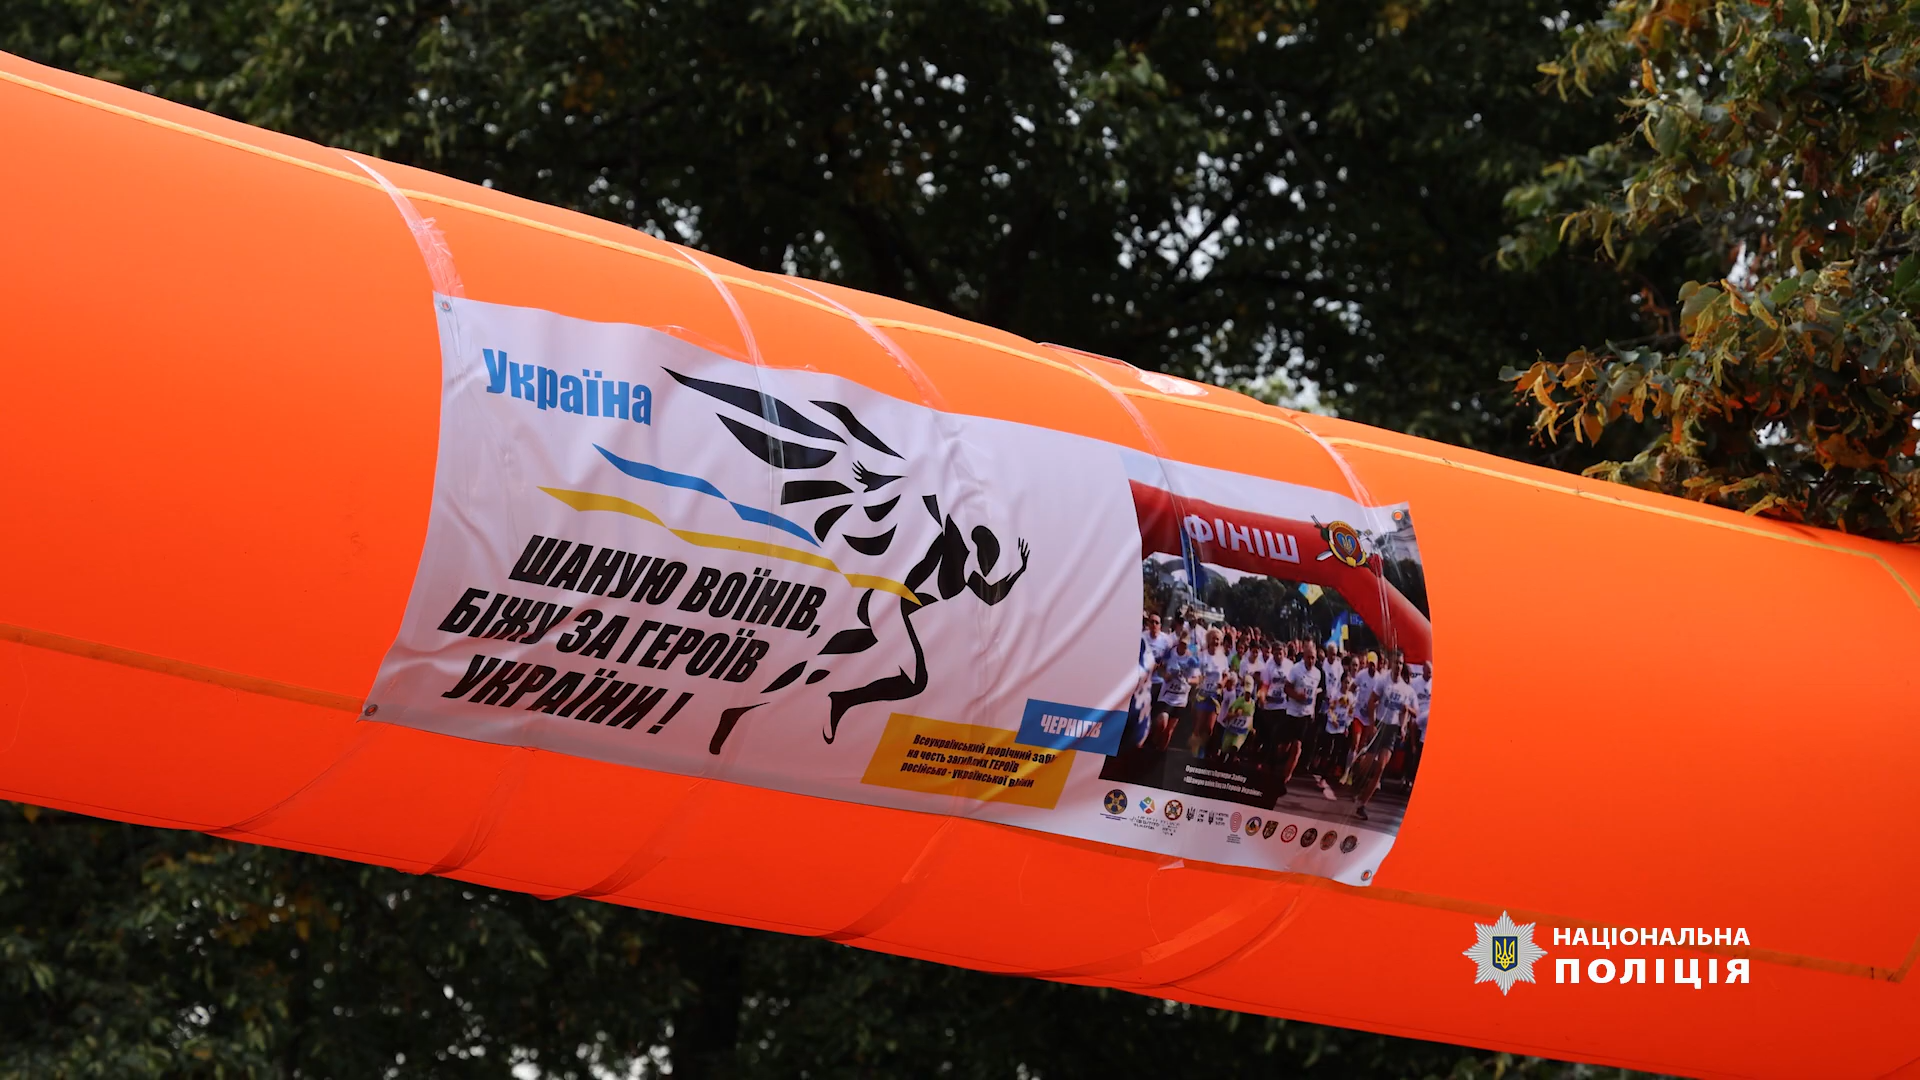 Україна
ШАНУЮ ВОЇНІВ,
БІЖУ ЗА ГЕРОЇВ
УКРАЇНИ !
ФІНІШ
ЧЕРНІГІВ
Всеукраїнський щорічний забіг
на честь загиблих ГЕРОЇВ
російсько - української війни
НАЦІОНАЛЬНА
ПОЛІЦІЯ